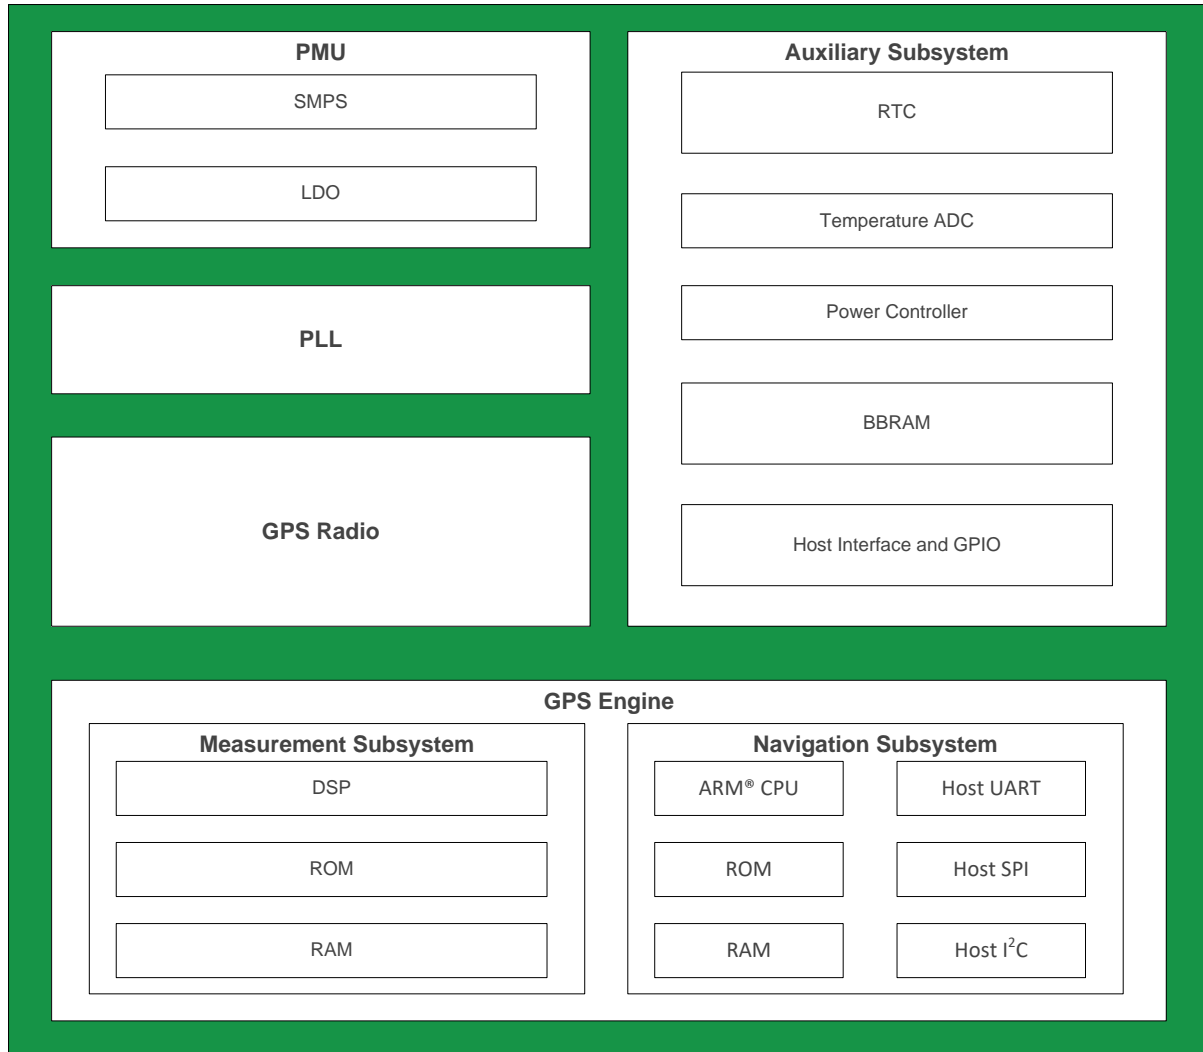 PMU
SMPS
LDO
PLL
GPS Radio
Auxiliary Subsystem
RTC
Temperature ADC
Power Controller
BBRAM
Host Interface and GPIO
GPS Engine
Measurement Subsystem
DSP
ROM
RAM
Navigation Subsystem
ARM® CPU
Host UART
ROM
Host SPI
RAM
Host I²C